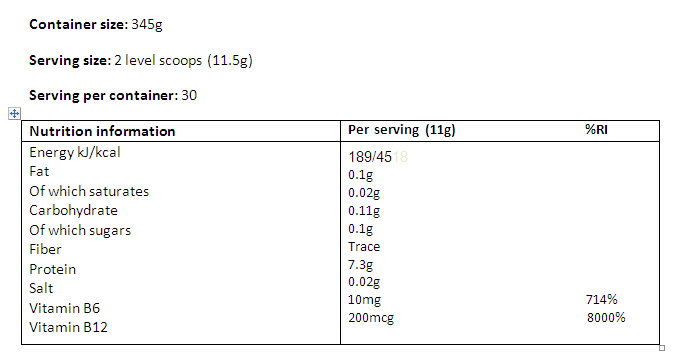 Container size: 345g
Serving size: 2 level scoops (11.5g)
Serving per container: 30
Nutrition information Per serving (11g) %RI
Energy kJ/kcal 189/4518
Fat 0.1g
Of which saturates 0.02g
Carbohydrate 0.11g
Of which sugars 0.1g
Fiber Trace
Protein 7.3g
Salt 0.02g
Vitamin B6 10mg 714%
Vitamin B12 200mcg 8000%